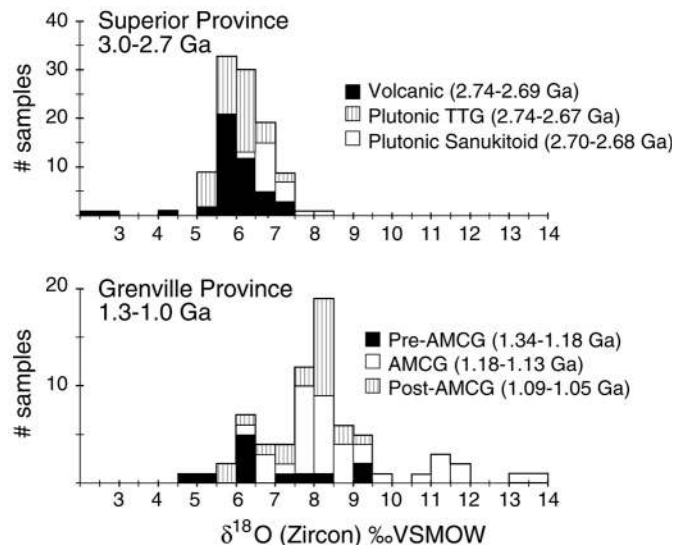 Superior Province
3.0-2.7 Ga
Volcanic (2.74-2.69 Ga)
Plutonic TTG (2.74-2.67 Ga)
Plutonic Sanukitoid (2.70-2.68 Ga)
# samples
40
30
20
10
3 4 5 6 7 8 9 10 11 12 13 14
Grenville Province
1.3-1.0 Ga
Pre-AMCG (1.34-1.18 Ga)
AMCG (1.18-1.13 Ga)
Post-AMCG (1.09-1.05 Ga)
# samples
20
10
3 4 5 6 7 8 9 10 11 12 13 14
δ¹⁸O (Zircon) ‰VSMOW